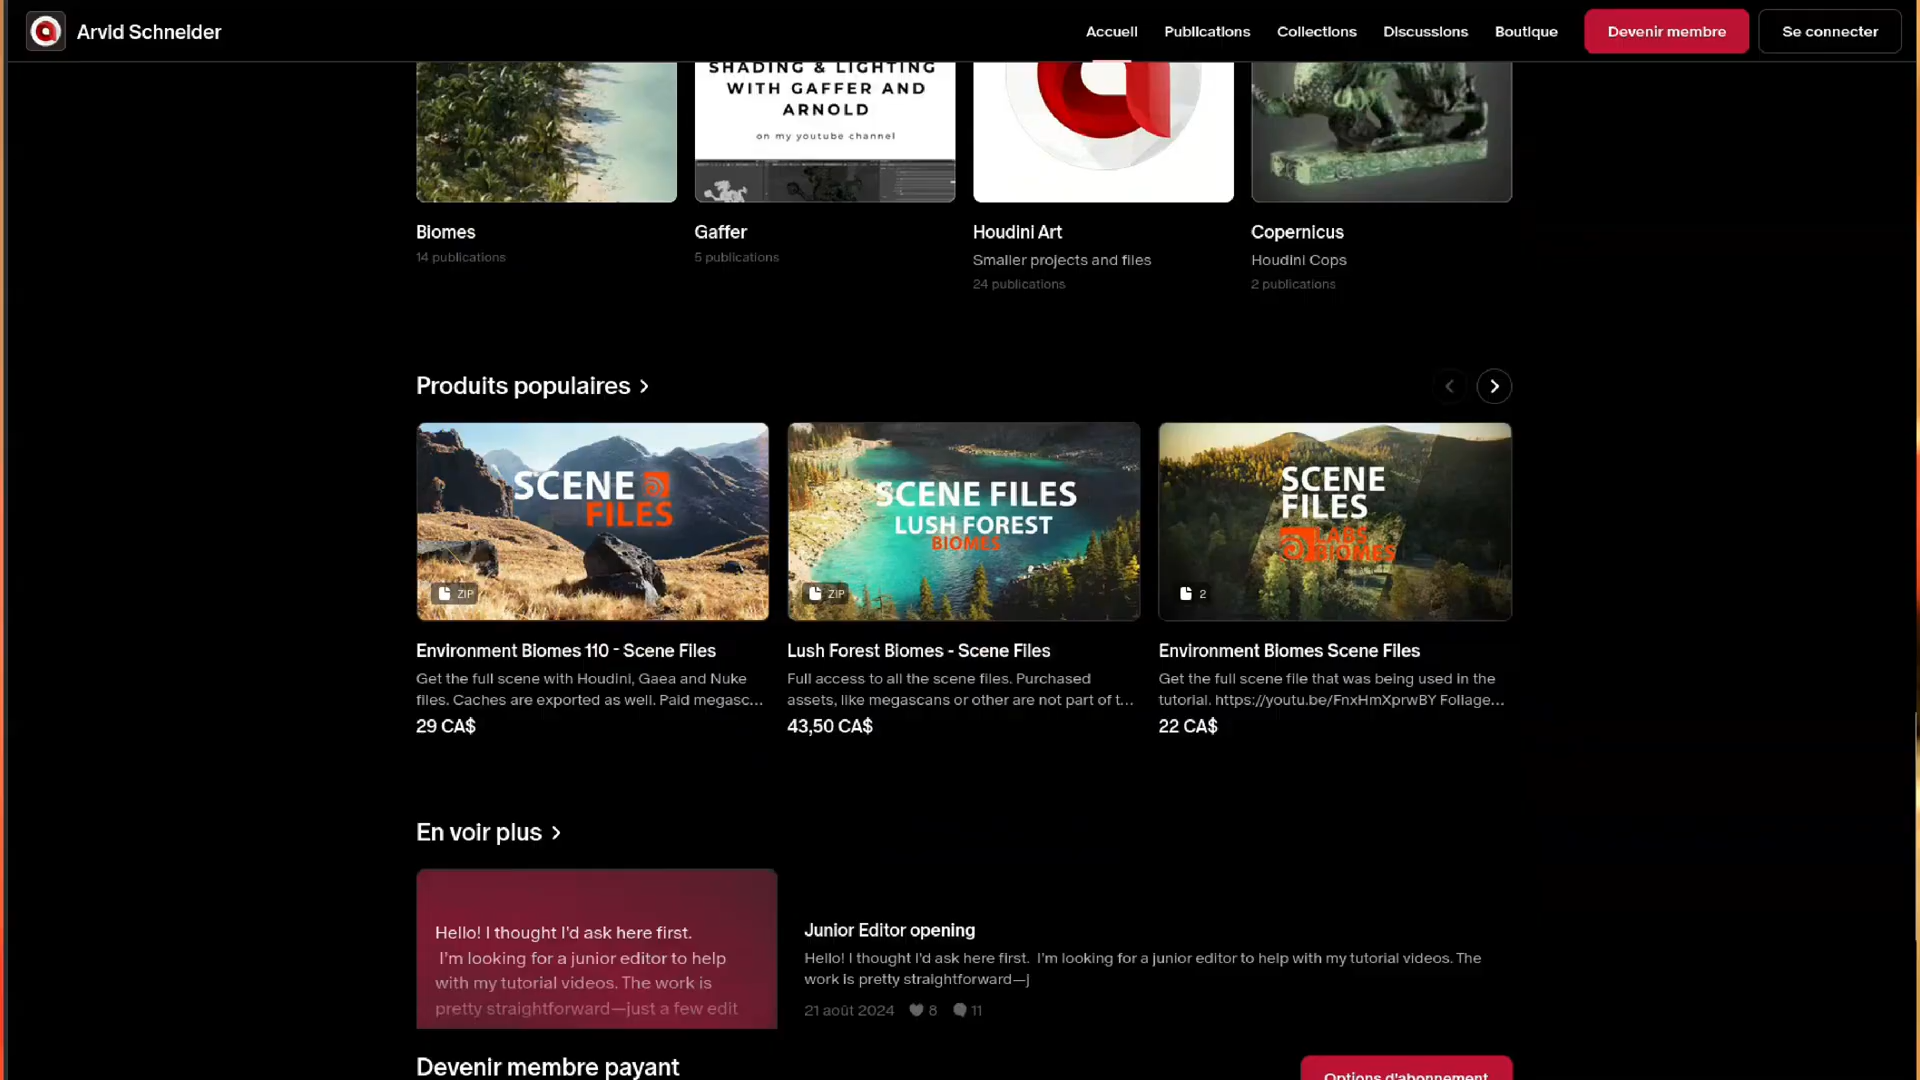 Arvid Schneider
Accueil
Publications
Collections
Discussions
Boutique
Devenir membre
Se connecter
SHADING & LIGHTING
WITH GAFFER AND
ARNOLD
on my youtube channel
Biomes
14 publications
Gaffer
5 publications
Houdini Art
Smaller projects and files
24 publications
Copernicus
Houdini Cops
2 publications
Produits populaires
SCENE
FILES
ZIP
SCENE FILES
LUSH FOREST
BIOMES
ZIP
SCENE
FILES
LABS
BIOMES
2
Environment Biomes 110 - Scene Files
Get the full scene with Houdini, Gaea and Nuke
files. Caches are exported as well. Paid megasc...
29 CA$
Lush Forest Biomes - Scene Files
Full access to all the scene files. Purchased
assets, like megascans or other are not part of t...
43,50 CA$
Environment Biomes Scene Files
Get the full scene file that was being used in the
tutorial. https://youtu.be/FnxHmXprwBY Foliage...
22 CA$
En voir plus
Hello! I thought I'd ask here first.
I'm looking for a junior editor to help
with my tutorial videos. The work is
pretty straightforward—just a few edit
Junior Editor opening
Hello! I thought I'd ask here first.  I'm looking for a junior editor to help with my tutorial videos. The
work is pretty straightforward—j
21 août 2024
8
11
Devenir membre payant
Options d'abonnement